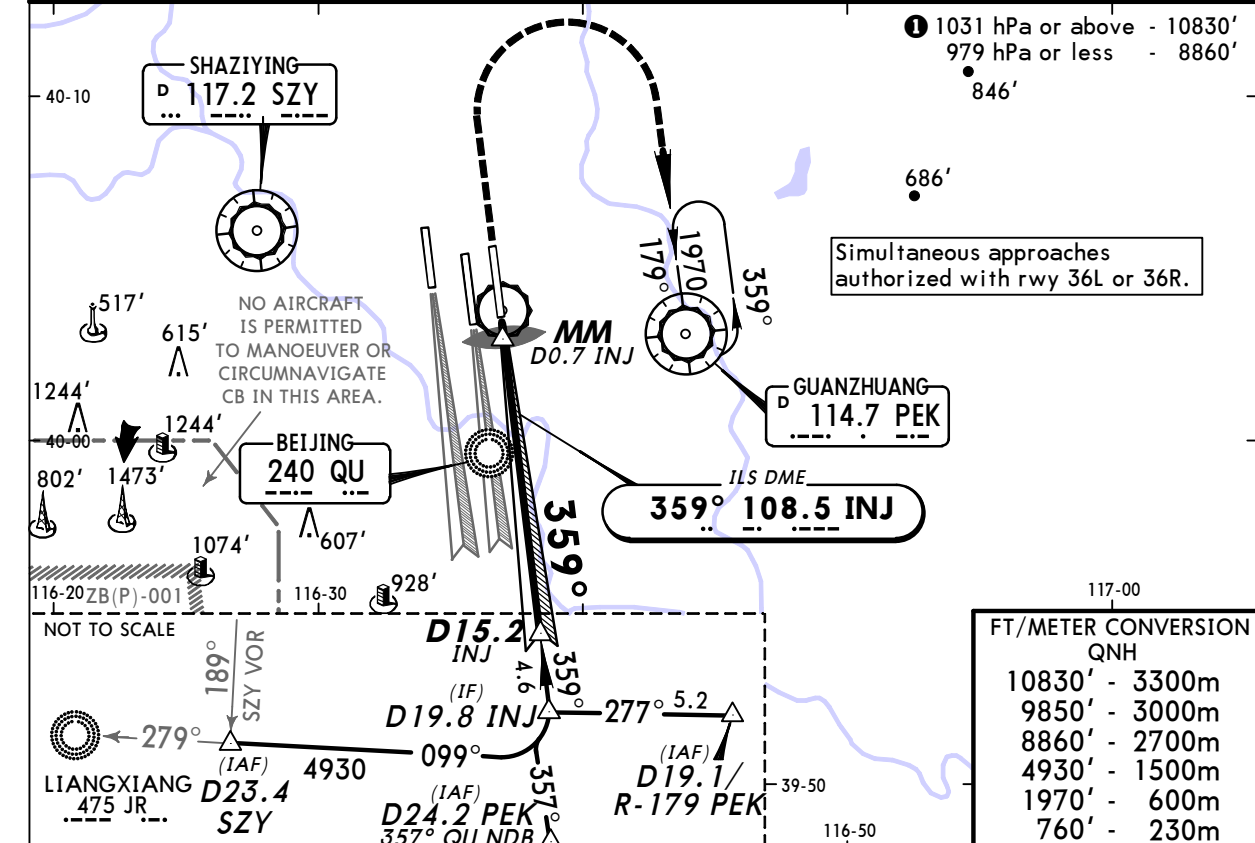 ❶ 1031 hPa or above - 10830'
979 hPa or less - 8860'
846'
40-10
SHAZIYING
D 117.2 SZY
686'
Simultaneous approaches
authorized with rwy 36L or 36R.
179°
1970
359°
517'
615'
1244'
NO AIRCRAFT
IS PERMITTED
TO MANOEUVER OR
CIRCUMNAVIGATE
CB IN THIS AREA.
MM
D0.7 INJ
GUANZHUANG
D 114.7 PEK
40-00
1244'
802'
1473'
BEIJING
240 QU
607'
ILS DME
359° 108.5 INJ
359°
1074'
928'
116-20
ZB(P)-001
116-30
117-00
NOT TO SCALE
189°
SZY VOR
D15.2
INJ
4.6
359°
(IF)
D19.8 INJ
277° 5.2
279°
(IAF)
D23.4
SZY
4930
099°
LIANGXIANG
475 JR
(IAF)
D24.2 PEK
357° QU NDB
357°
(IAF)
D19.1/
R-179 PEK
39-50
116-50
FT/METER CONVERSION
QNH
10830' - 3300m
9850' - 3000m
8860' - 2700m
4930' - 1500m
1970' - 600m
760' - 230m